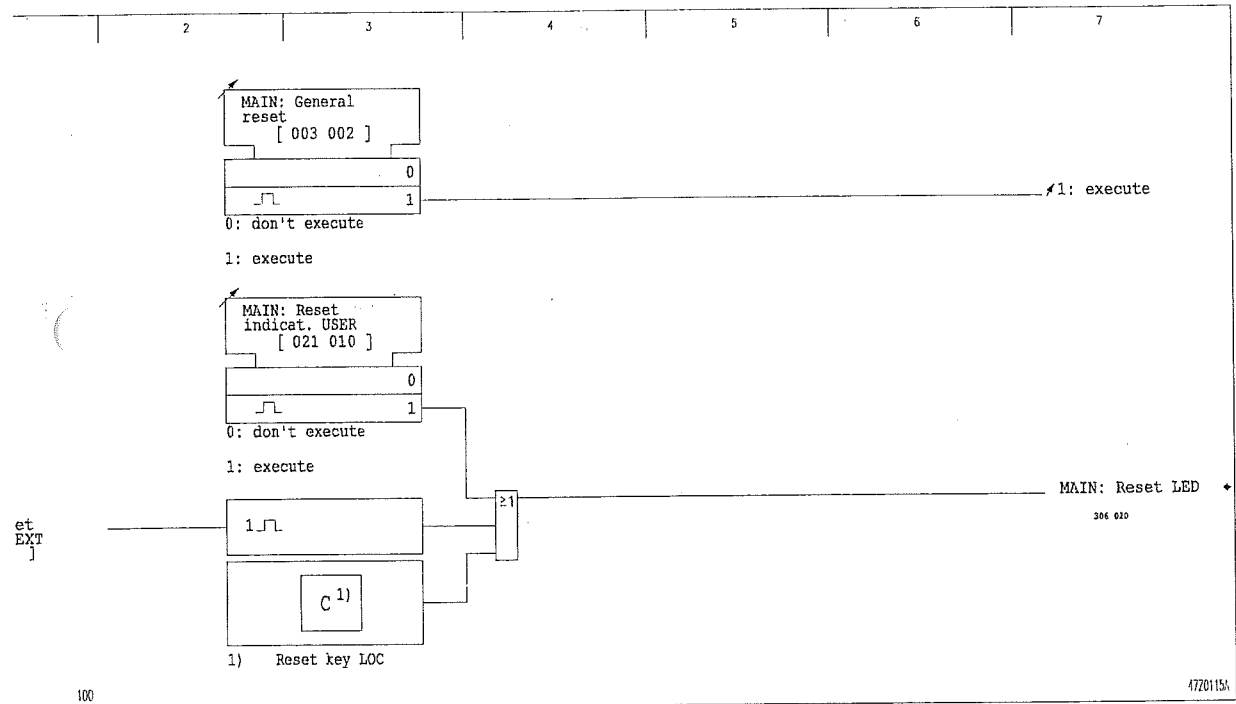 2 3 4 5 6 7
MAIN: General
reset
[ 003 002 ]
0
1
1: execute
0: don't execute
1: execute
MAIN: Reset
indicat. USER
[ 021 010 ]
0
1
0: don't execute
1: execute
≥1
MAIN: Reset LED
306 020
et
EXT
]
1
C 1)
1) Reset key LOC
100
47Z0115A